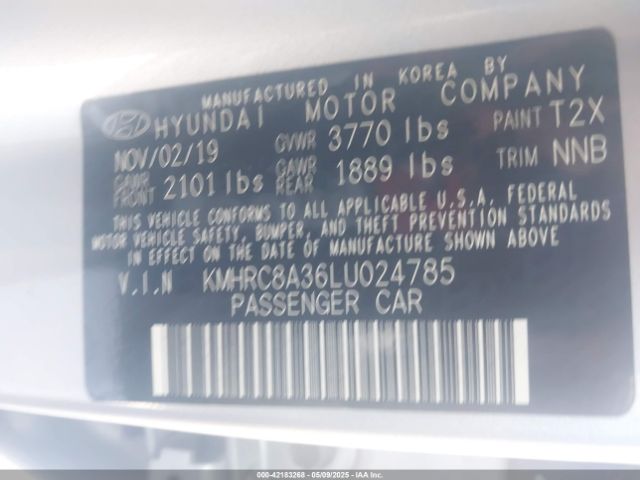 MANUFACTURED IN KOREA BY
HYUNDAI MOTOR COMPANY
NOV/02/19 GVWR 3770 lbs PAINT T2X
GAWR FRONT 2101 lbs GAWR REAR 1889 lbs TRIM NNB
THIS VEHICLE CONFORMS TO ALL APPLICABLE U.S.A. FEDERAL
MOTOR VEHICLE SAFETY, BUMPER, AND THEFT PREVENTION STANDARDS
IN EFFECT ON THE DATE OF MANUFACTURE SHOWN ABOVE.
V.I.N KMHRC8A36LU024785
PASSENGER CAR
000-42183268 - 05/09/2025 - IAAI.com